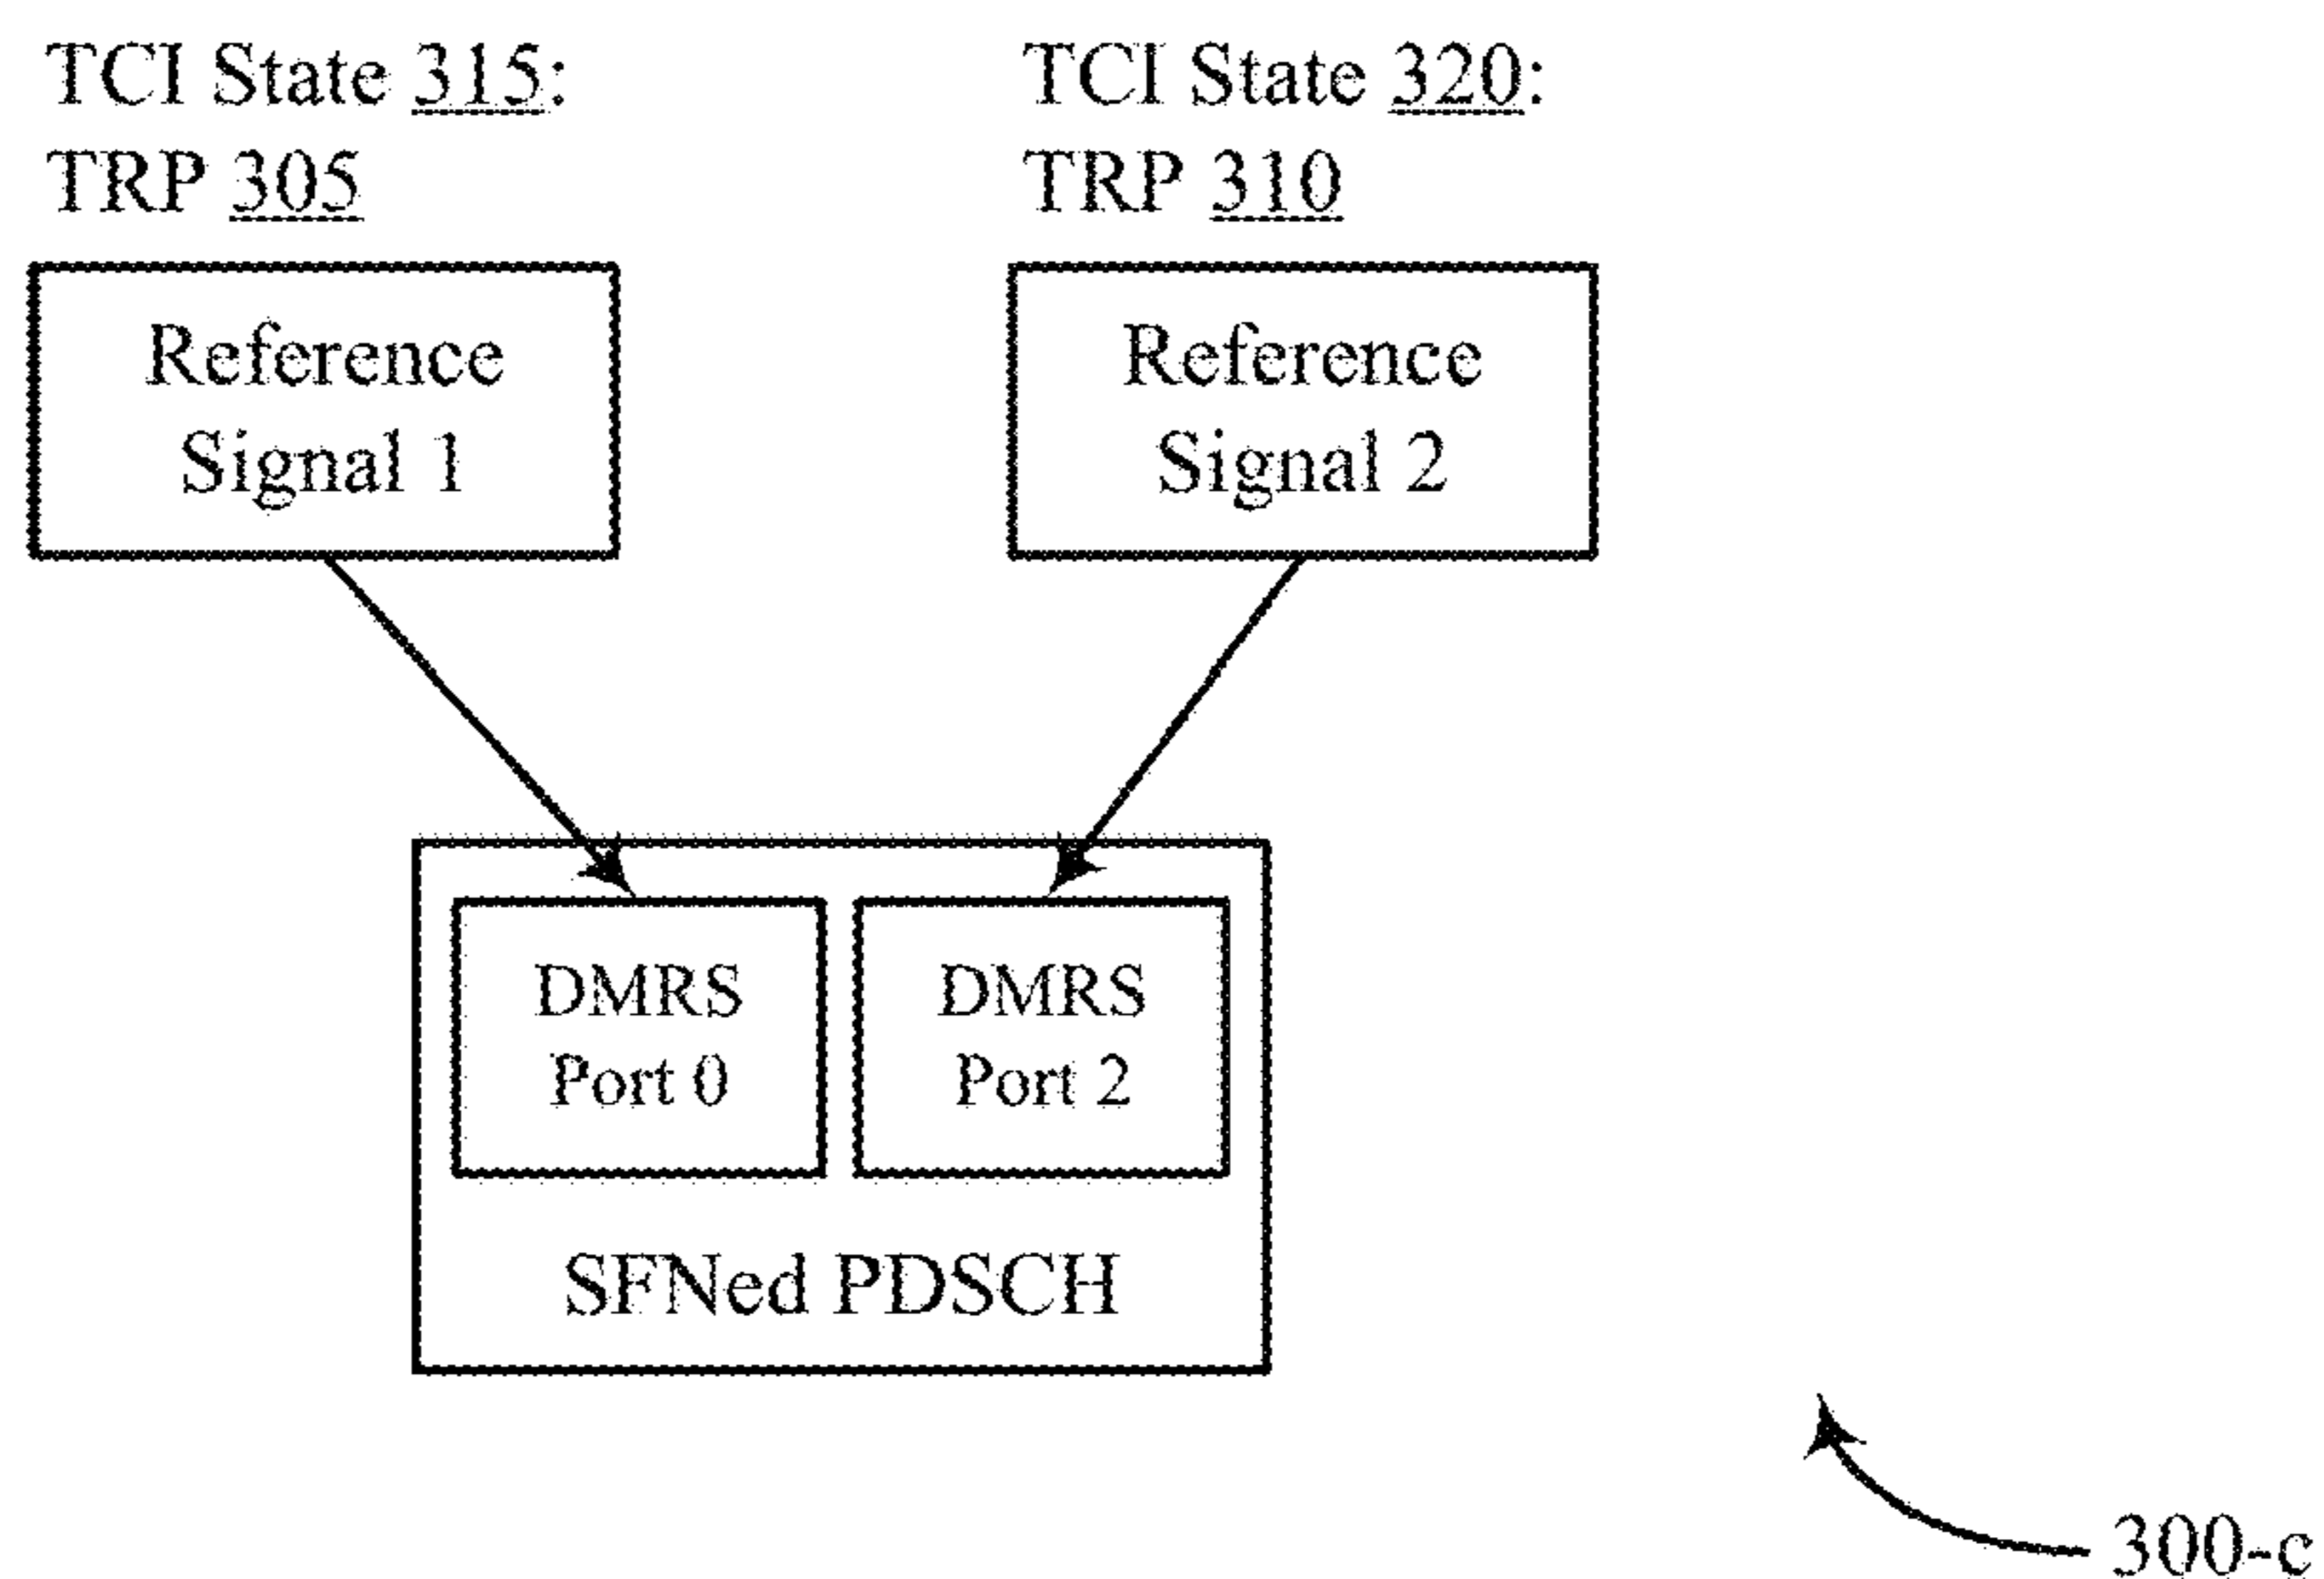 TCI State 315:
TRP 305
TCI State 320:
TRP 310
Reference
Signal 1
Reference
Signal 2
DMRS
Port 0
DMRS
Port 2
SFNed PDSCH
300-c